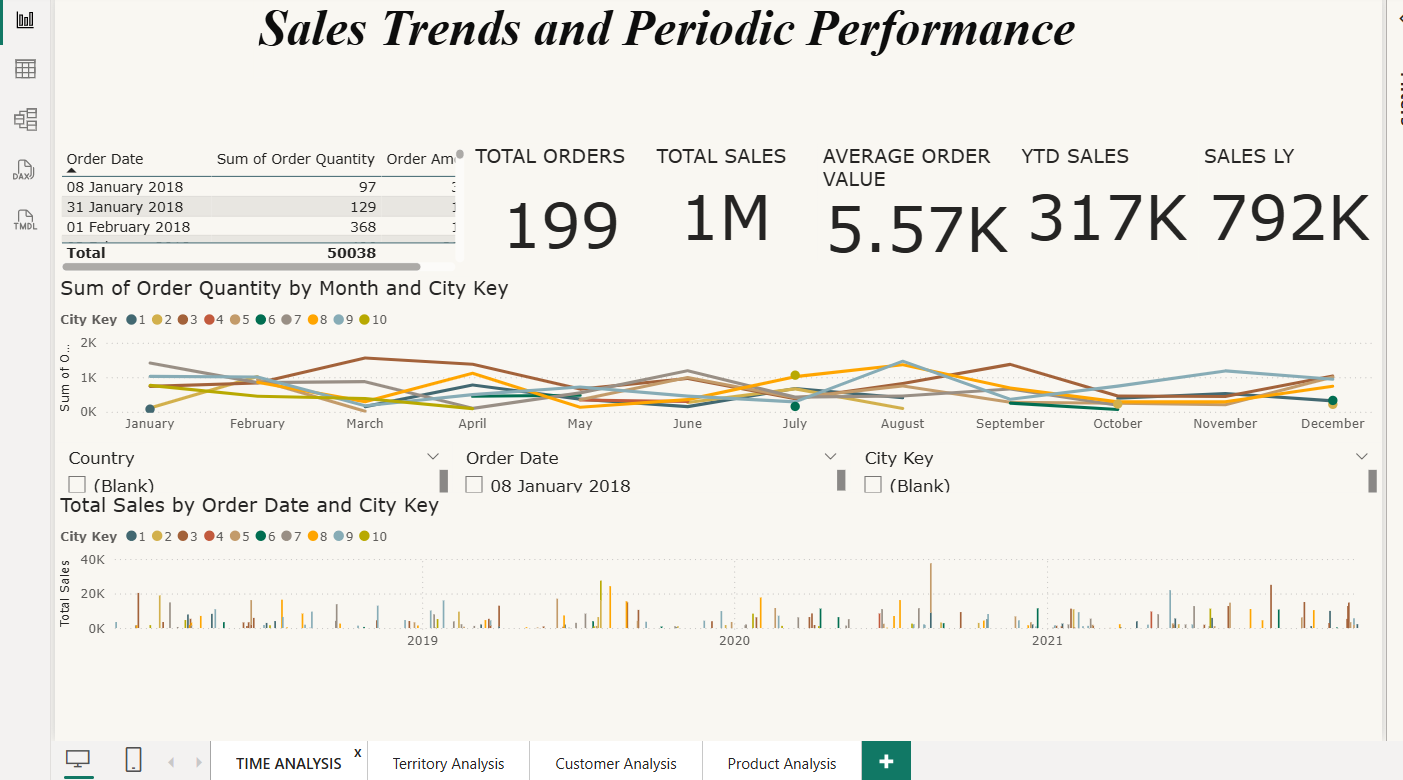 Sales Trends and Periodic Performance
DAX
TMDL
Order Date Sum of Order Quantity Order Am
08 January 2018 97
31 January 2018 129
01 February 2018 368
Total 50038
TOTAL ORDERS
199
TOTAL SALES
1M
AVERAGE ORDER
VALUE
5.57K
YTD SALES
317K
SALES LY
792K
Sum of Order Quantity by Month and City Key
City Key 1 2 3 4 5 6 7 8 9 10
Sum of O...
2K
1K
0K
January February March April May June July August September October November December
Country
(Blank)
Order Date
08 January 2018
City Key
(Blank)
Total Sales by Order Date and City Key
City Key 1 2 3 4 5 6 7 8 9 10
Total Sales
40K
20K
0K
2019 2020 2021
TIME ANALYSIS x Territory Analysis Customer Analysis Product Analysis +